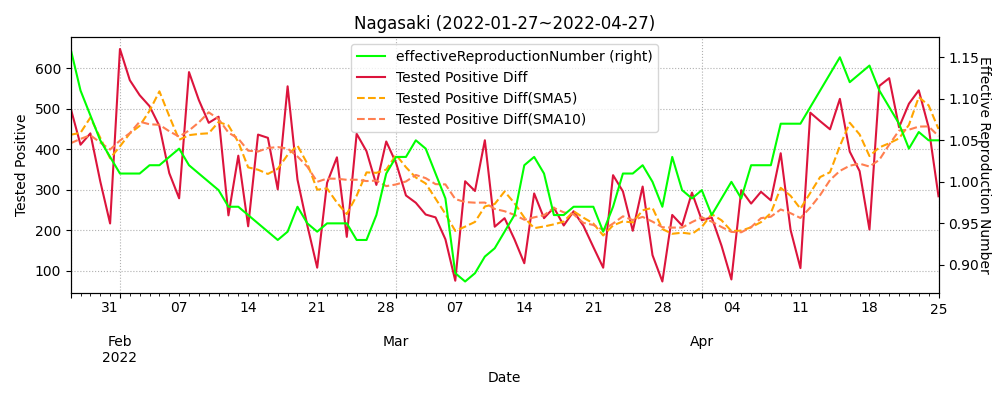 Nagasaki (2022-01-27~2022-04-27)
effectiveReproductionNumber (right)
Tested Positive Diff
Tested Positive Diff(SMA5)
Tested Positive Diff(SMA10)
Tested Positive
600
500
400
300
200
100
1.15
1.10
1.05
1.00
0.95
0.90
Effective Reproduction Number
31 07 14 21 28 07 14 21 28 04 11 18 25
Feb Mar Apr
2022
Date